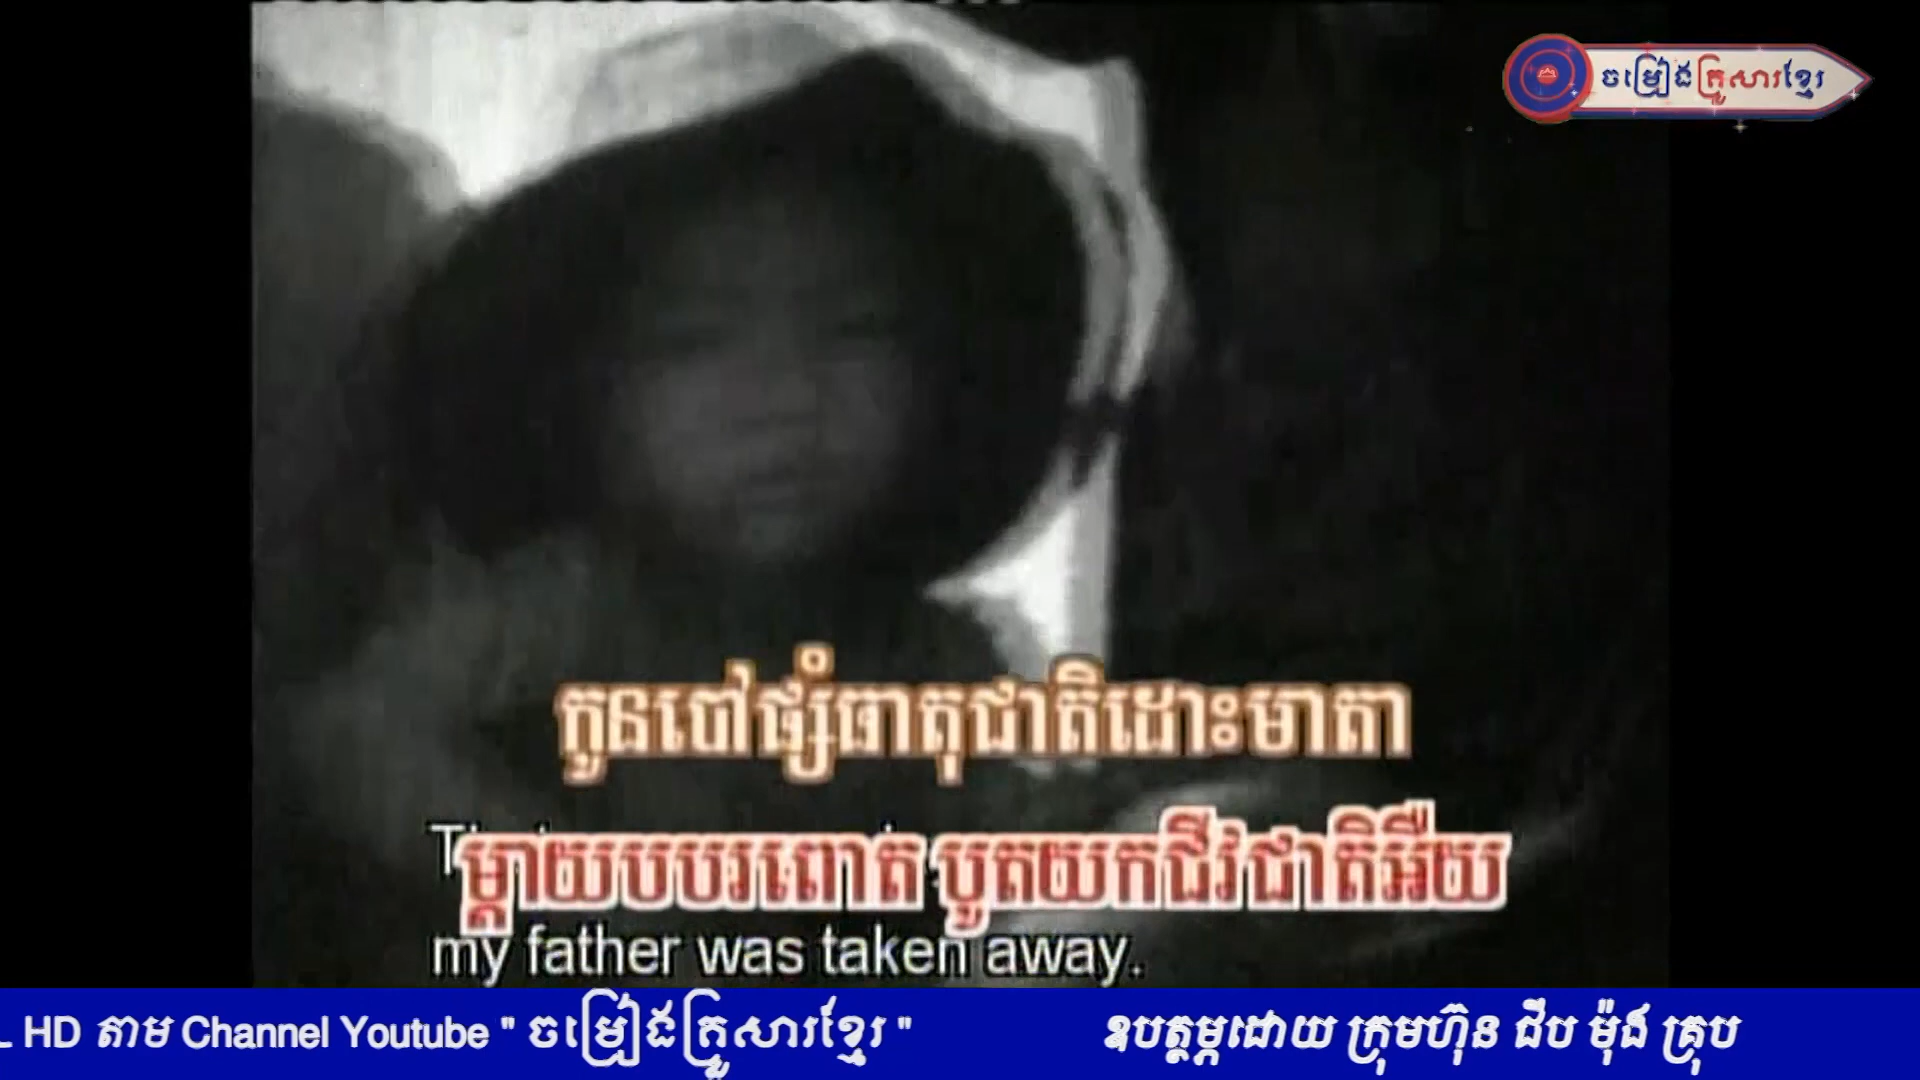 ចម្រៀងគ្រួសារខ្មែរ
កូនចៅផ្សំធាតុជាតិដោះមាតា
ម្តាយបបរពោត បូតយកជីវជាតិអឺយ
my father was taken away.
HD តាម Channel Youtube " ចម្រៀងគ្រួសារខ្មែរ "
ឧបត្ថម្ភដោយ ក្រុមហ៊ុន ជីប ម៉ុង គ្រុប